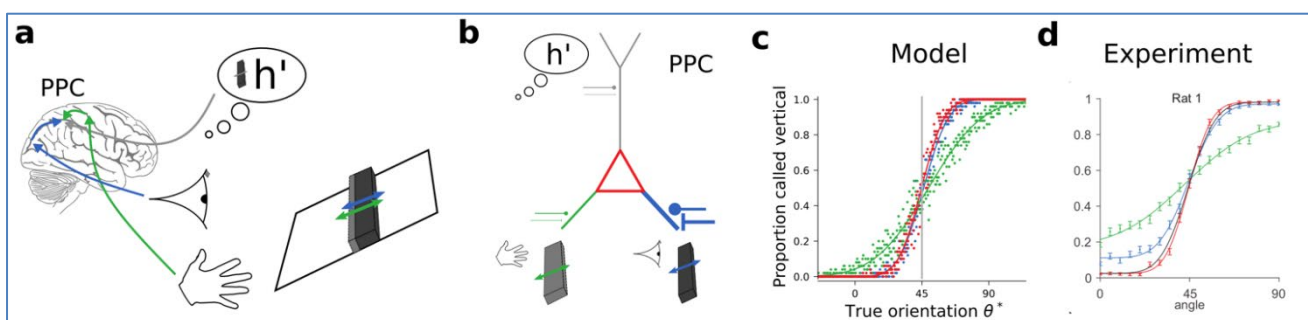 a
PPC
h'
b
h'
PPC
c
Model
Proportion called vertical
1.0
0.8
0.6
0.4
0.2
0.0
0
45
90
True orientation θ*
d
Experiment
Rat 1
1
0.8
0.6
0.4
0.2
0
0
45
90
angle